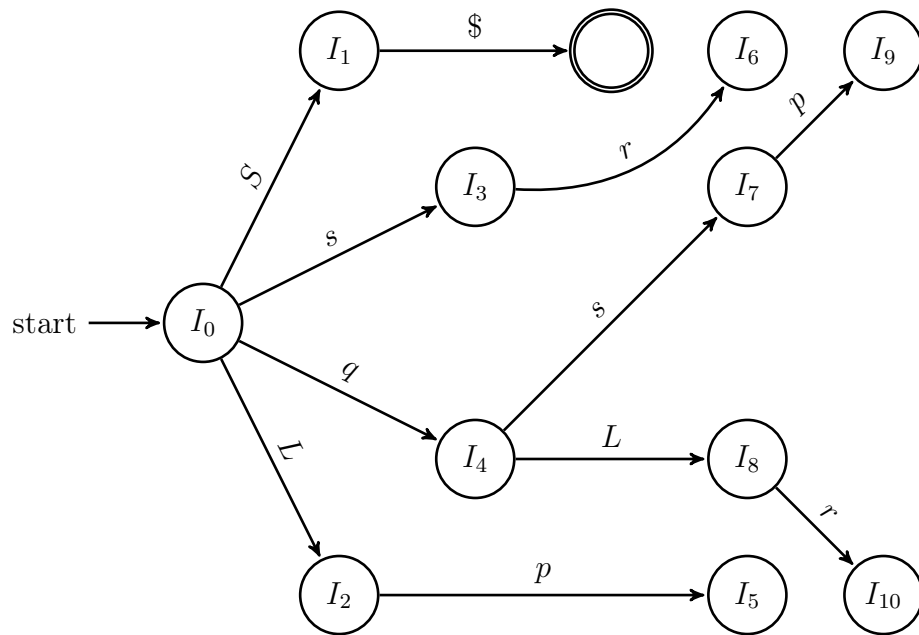 I₁
$
I₆
I₉
S
r
p
I₃
I₇
s
start
I₀
s
q
L
I₄
L
I₈
r
I₂
p
I₅
I₁₀